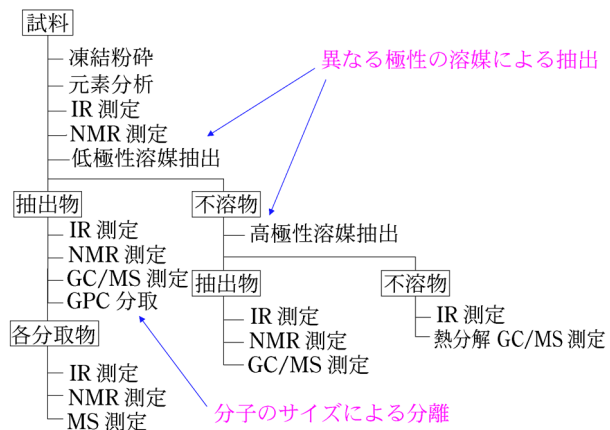 試料
凍結粉砕
元素分析
IR 測定
NMR 測定
低極性溶媒抽出
異なる極性の溶媒による抽出
抽出物
IR 測定
NMR 測定
GC/MS 測定
GPC 分取
各分取物
IR 測定
NMR 測定
MS 測定
不溶物
高極性溶媒抽出
抽出物
IR 測定
NMR 測定
GC/MS 測定
不溶物
IR 測定
熱分解 GC/MS 測定
分子のサイズによる分離